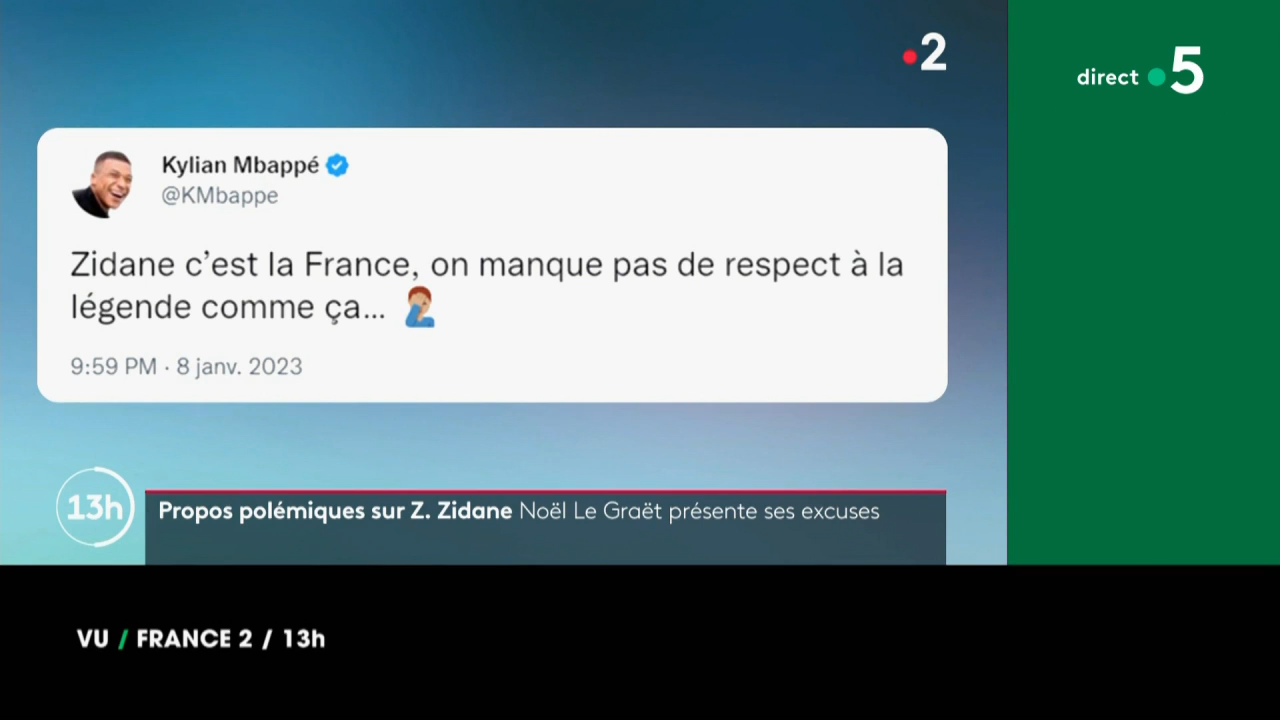 2
direct 5
Kylian Mbappé
@KMbappe
Zidane c’est la France, on manque pas de respect à la
légende comme ça...
9:59 PM · 8 janv. 2023
13h
Propos polémiques sur Z. Zidane Noël Le Graët présente ses excuses
VU / FRANCE 2 / 13h